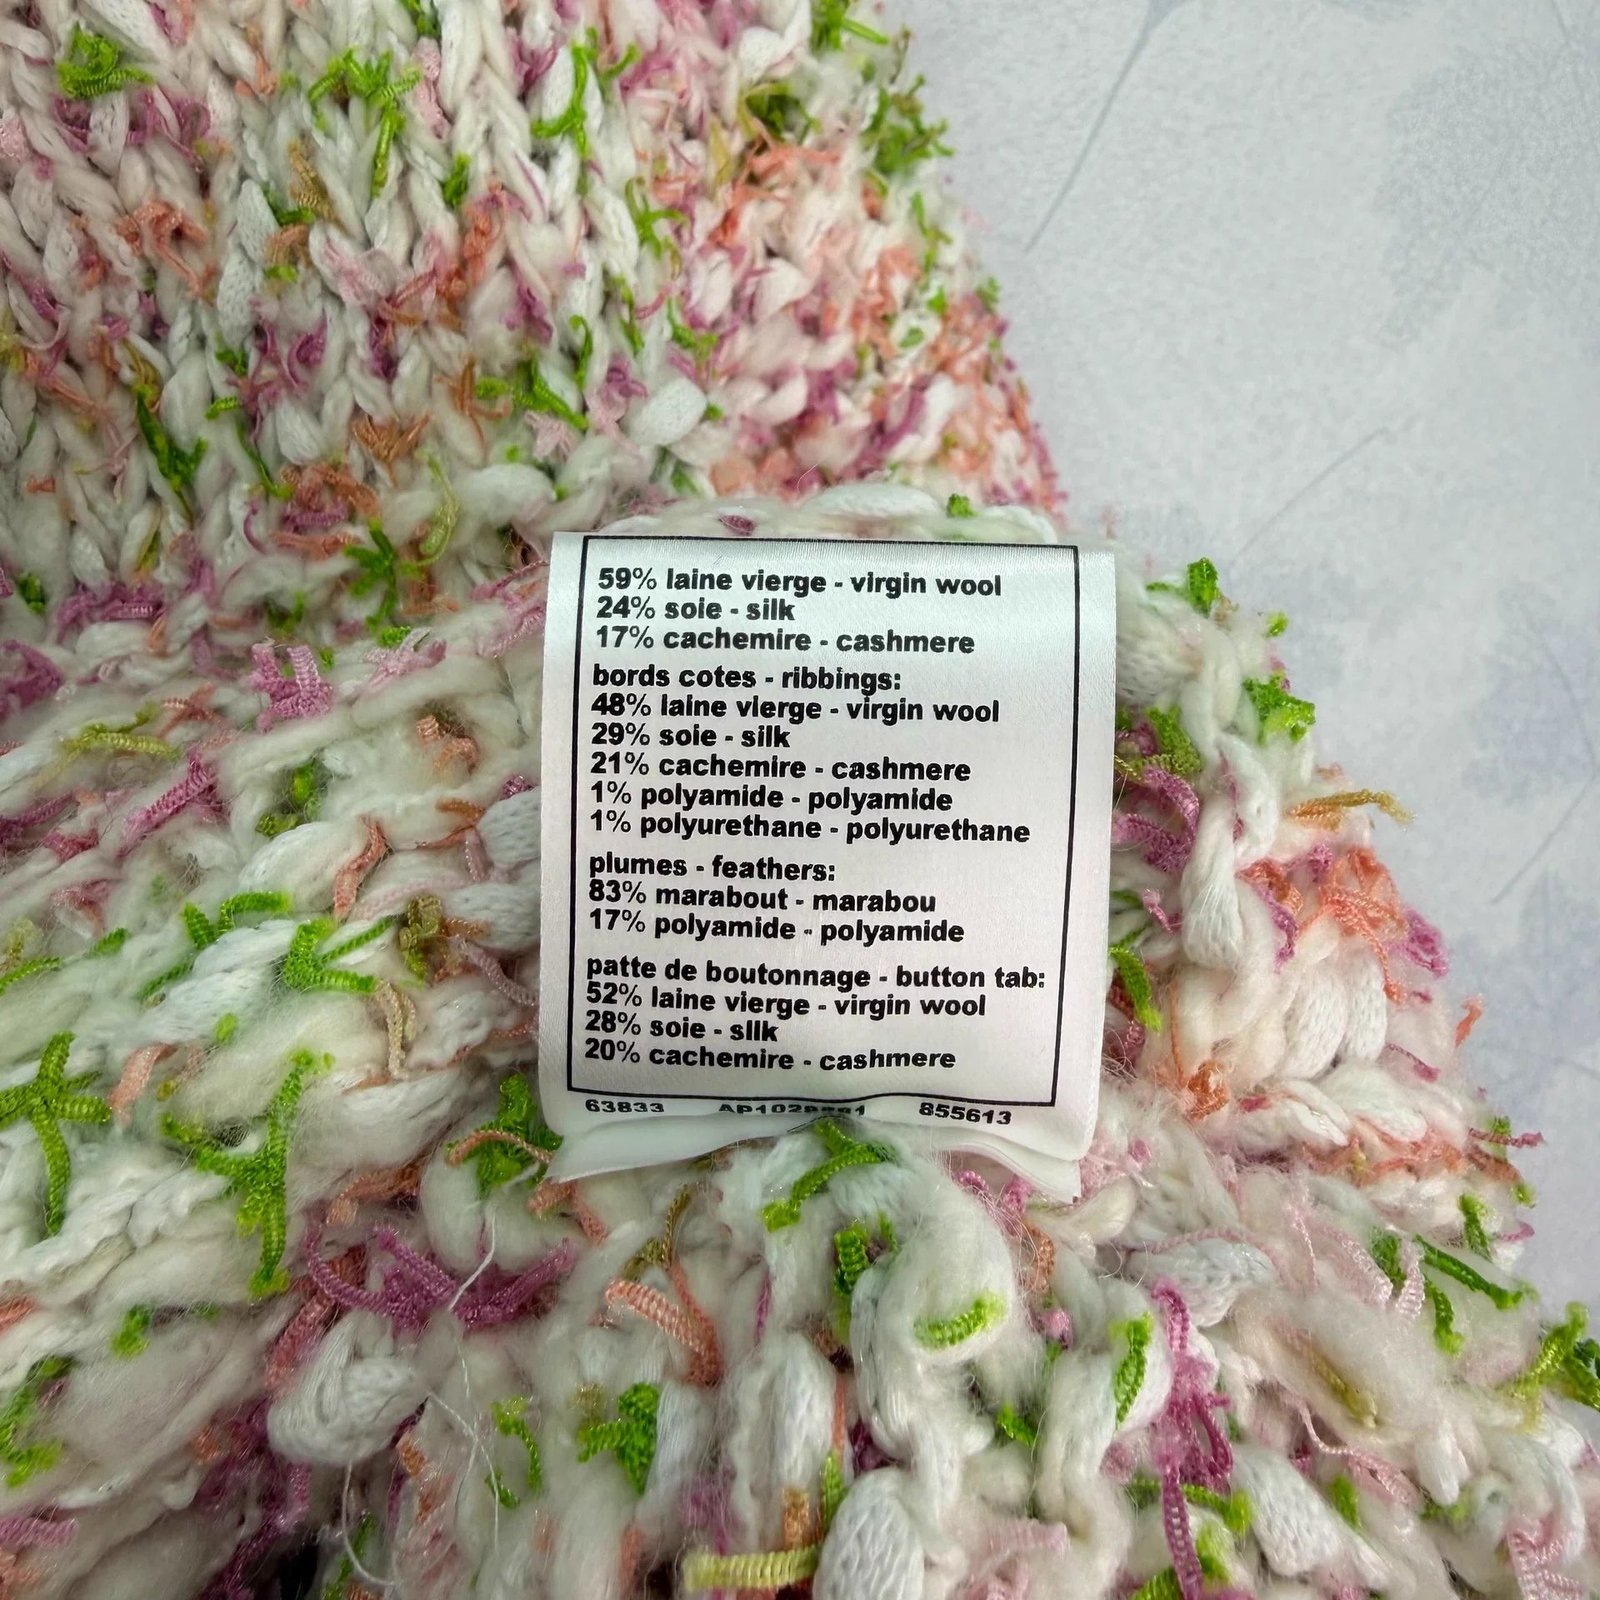 59% laine vierge - virgin wool
24% soie - silk
17% cachemire - cashmere
bords cotes - ribbings:
48% laine vierge - virgin wool
29% soie - silk
21% cachemire - cashmere
1% polyamide - polyamide
1% polyurethane - polyurethane
plumes - feathers:
83% marabout - marabou
17% polyamide - polyamide
patte de boutonnage - button tab:
52% laine vierge - virgin wool
28% soie - silk
20% cachemire - cashmere
63833 855613